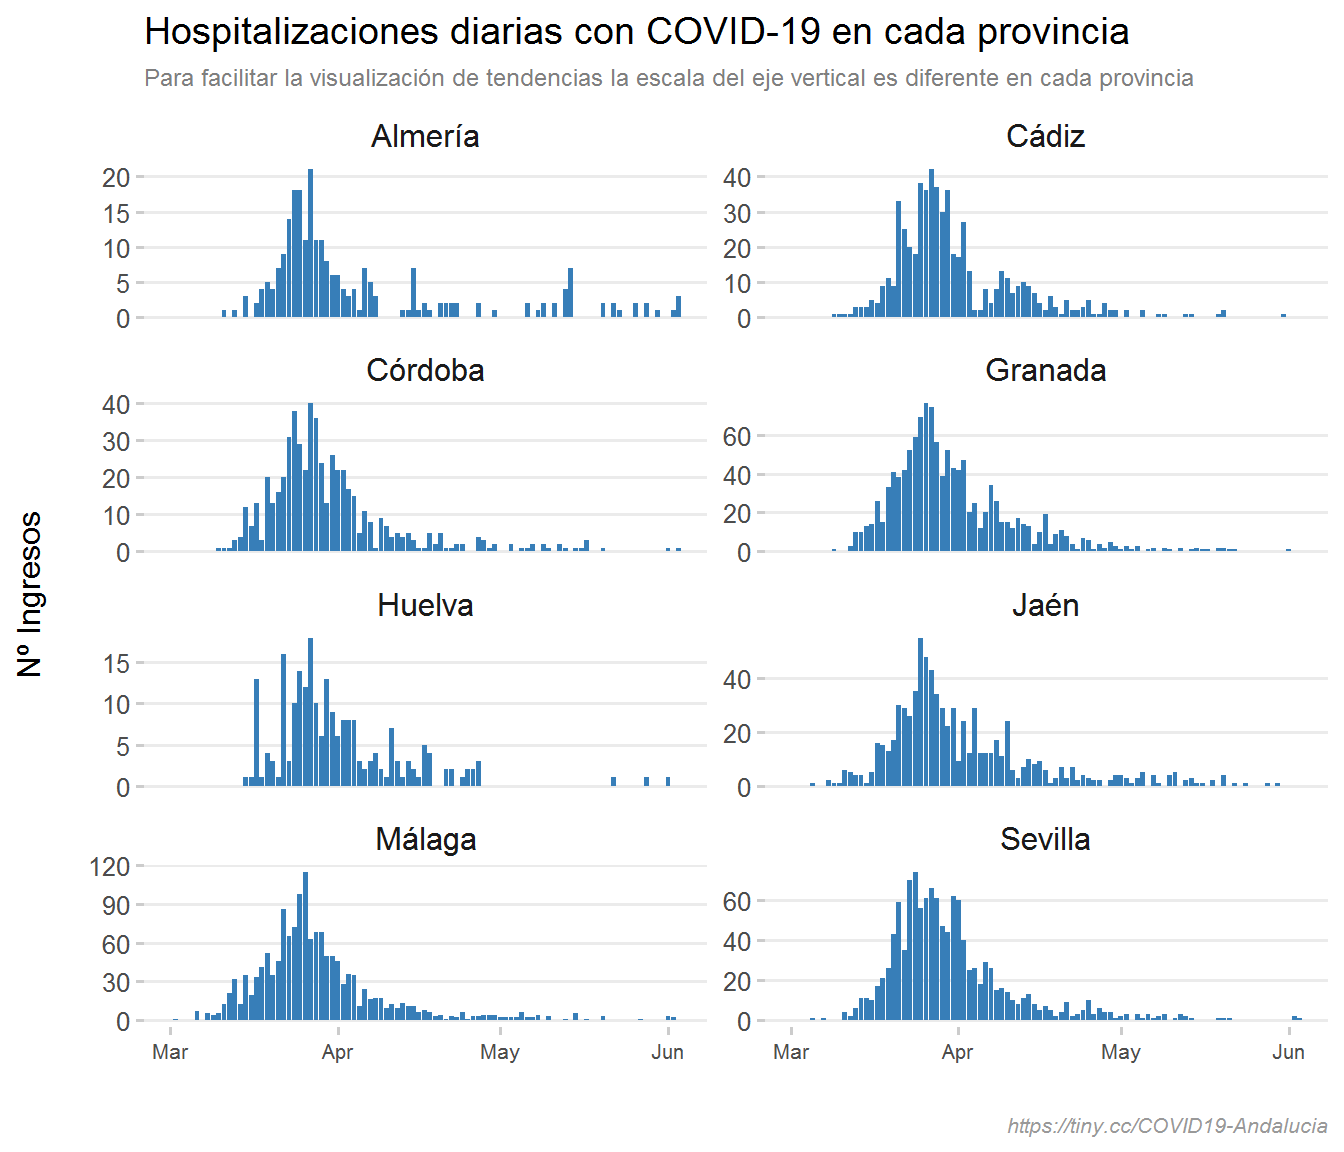 Hospitalizaciones diarias con COVID-19 en cada provincia
Para facilitar la visualización de tendencias la escala del eje vertical es diferente en cada provincia
Nº Ingresos
Almería
20
15
10
5
0
Cádiz
40
30
20
10
0
Córdoba
40
30
20
10
0
Granada
60
40
20
0
Huelva
15
10
5
0
Jaén
40
20
0
Málaga
120
90
60
30
0
Mar Apr May Jun
Sevilla
60
40
20
0
Mar Apr May Jun
https://tiny.cc/COVID19-Andalucia